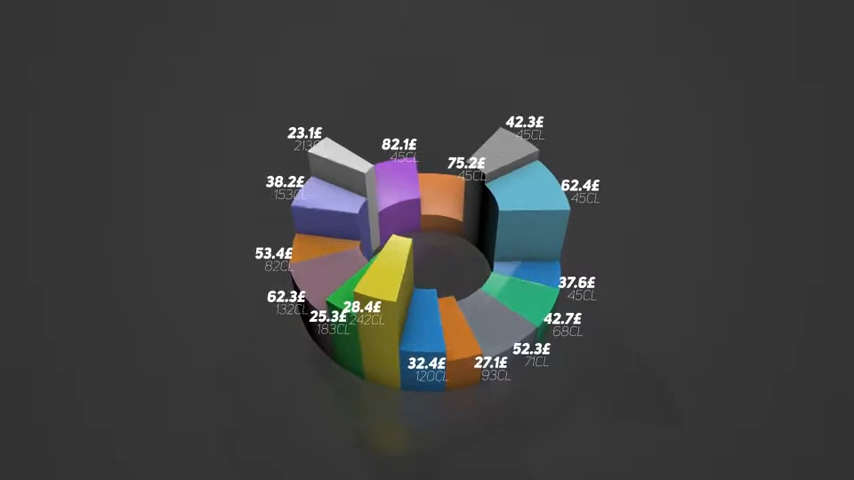 23.1£
82.1£
45CL
42.3£
45CL
75.2£
45CL
38.2£
153CL
62.4£
45CL
53.4£
82CL
62.3£
132CL
25.3£
183CL
28.4£
242CL
37.6£
45CL
42.7£
68CL
52.3£
71CL
32.4£
120CL
27.1£
93CL